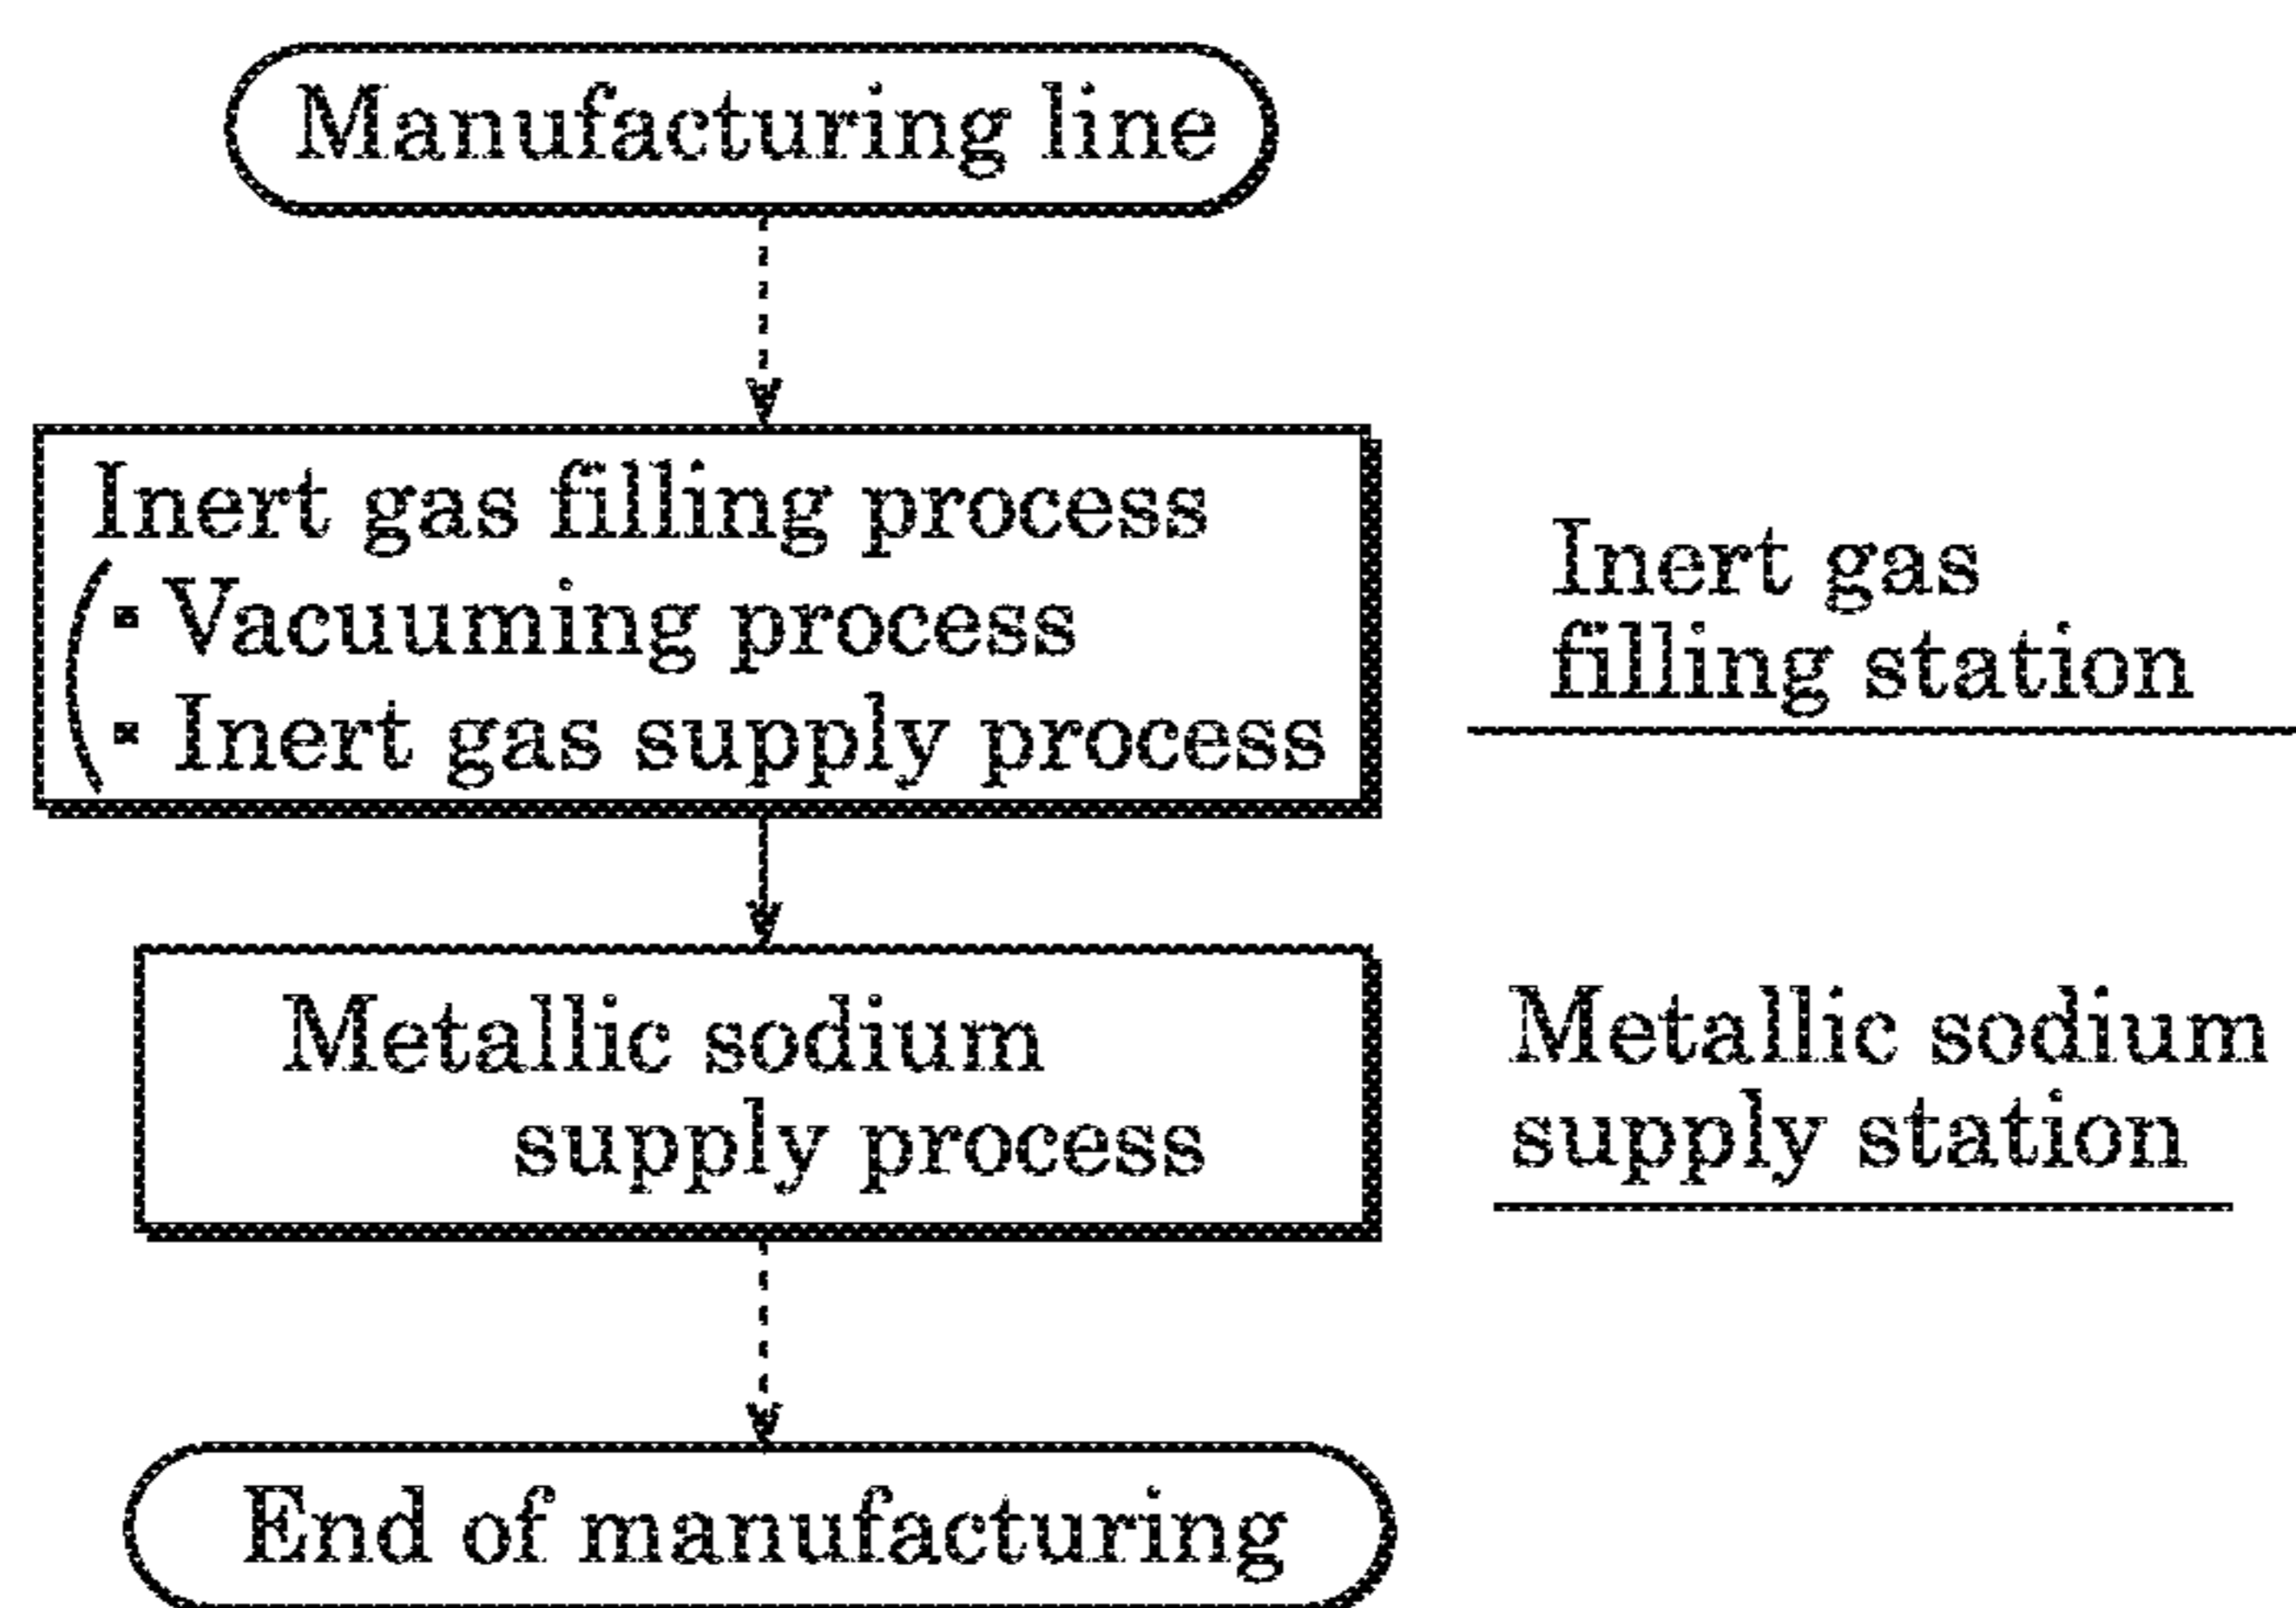 Manufacturing line
Inert gas filling process
▪ Vacuuming process
▪ Inert gas supply process
Inert gas
filling station
Metallic sodium
supply process
Metallic sodium
supply station
End of manufacturing